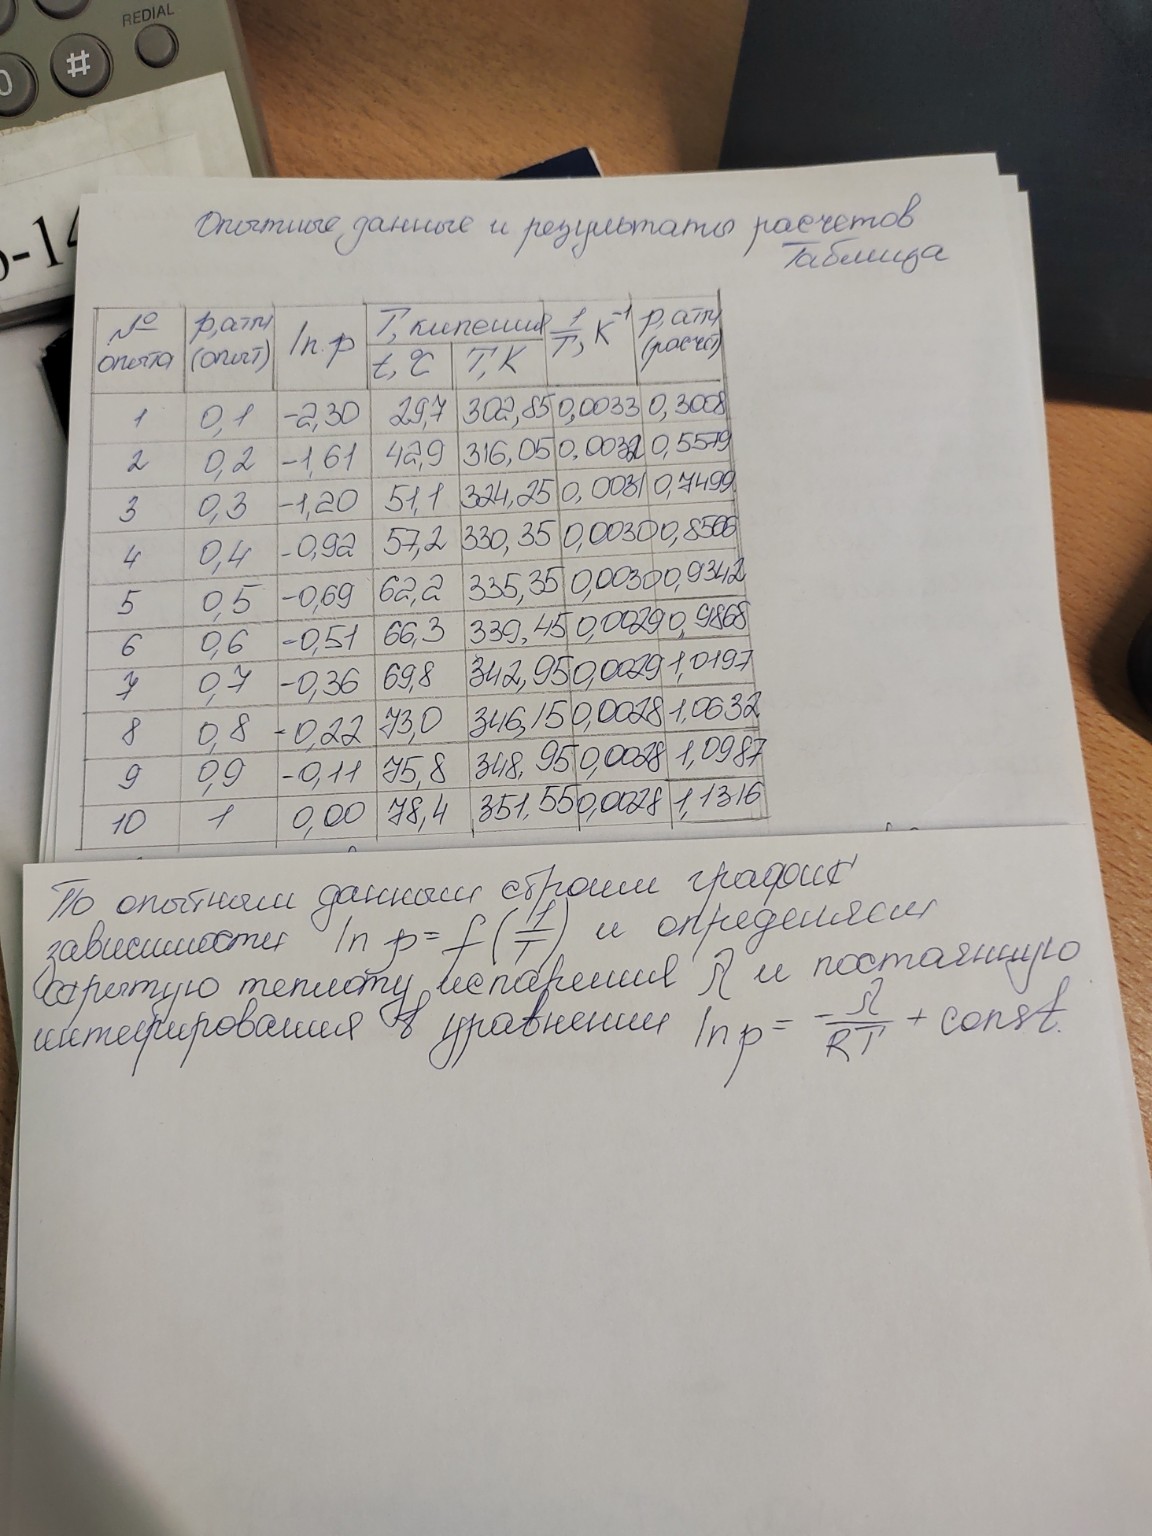 REDIAL
#
0
-14
Опытные данные и результаты расчетов
Таблица
№ опыта | p, атм (опыт) | ln p | T, кипения t, °C | T, K | 1/T, K⁻¹ | p, атм (расчет)
1 | 0,1 | -2,30 | 29,7 | 302,85 | 0,0033 | 0,3008
2 | 0,2 | -1,61 | 42,9 | 316,05 | 0,0032 | 0,5579
3 | 0,3 | -1,20 | 51,1 | 324,25 | 0,0031 | 0,7499
4 | 0,4 | -0,92 | 57,2 | 330,35 | 0,0030 | 0,8566
5 | 0,5 | -0,69 | 62,2 | 335,35 | 0,0030 | 0,9342
6 | 0,6 | -0,51 | 66,3 | 339,45 | 0,0029 | 0,9868
7 | 0,7 | -0,36 | 69,8 | 342,95 | 0,0029 | 1,0197
8 | 0,8 | -0,22 | 73,0 | 346,15 | 0,0028 | 1,0632
9 | 0,9 | -0,11 | 75,8 | 348,95 | 0,0028 | 1,0987
10 | 1 | 0,00 | 78,4 | 351,55 | 0,0028 | 1,1316
По опытным данным строим график
зависимости ln p = f (1/T) и определяем
скрытую теплоту испарения λ и постоянную
интегрирования в уравнении ln p = -λ/RT + const.